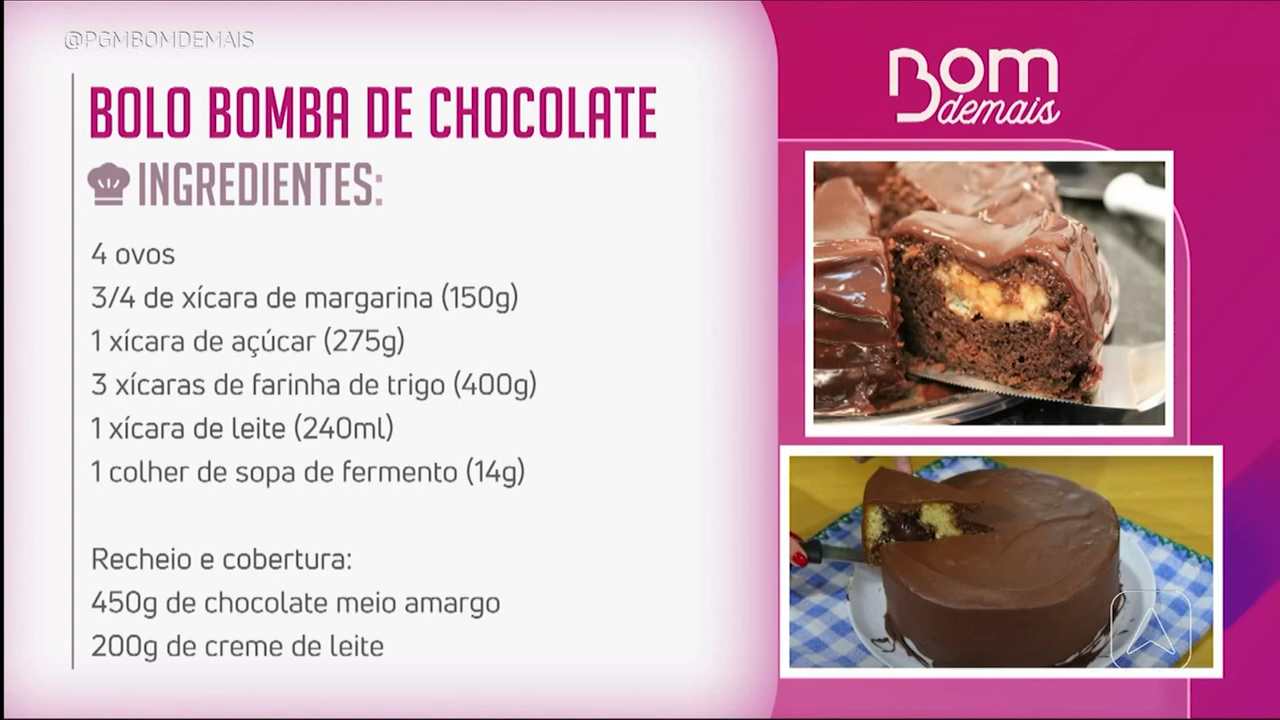 @PGMBOMDEMAIS
BOLO BOMBA DE CHOCOLATE
INGREDIENTES:
4 ovos
3/4 de xícara de margarina (150g)
1 xícara de açúcar (275g)
3 xícaras de farinha de trigo (400g)
1 xícara de leite (240ml)
1 colher de sopa de fermento (14g)
Recheio e cobertura:
450g de chocolate meio amargo
200g de creme de leite
Bom
demais